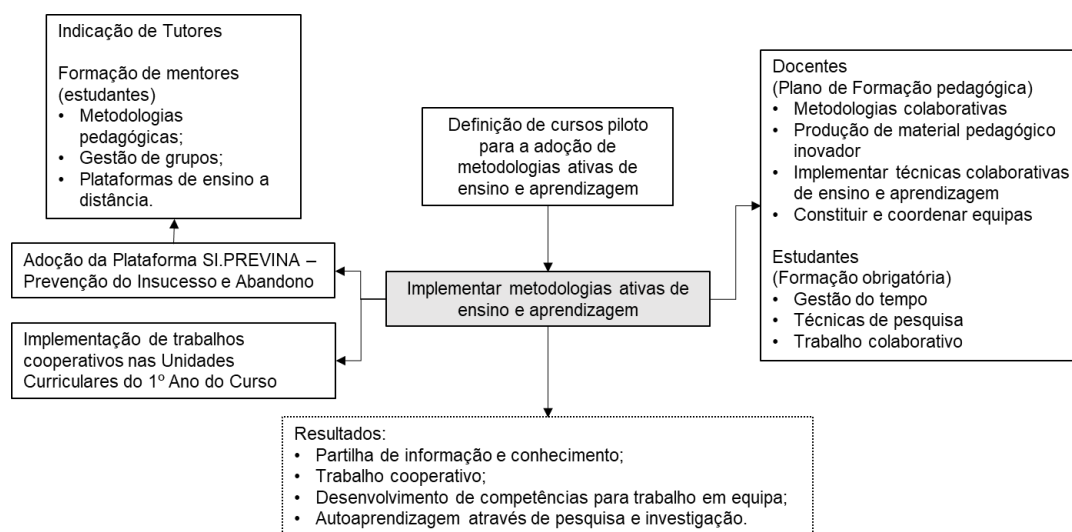 Indicação de Tutores
Formação de mentores
(estudantes)
• Metodologias
pedagógicas;
• Gestão de grupos;
• Plataformas de ensino a
distância.
Adoção da Plataforma SI.PREVINA –
Prevenção do Insucesso e Abandono
Implementação de trabalhos
cooperativos nas Unidades
Curriculares do 1º Ano do Curso
Definição de cursos piloto
para a adoção de
metodologias ativas de
ensino e aprendizagem
Implementar metodologias ativas de
ensino e aprendizagem
Docentes
(Plano de Formação pedagógica)
• Metodologias colaborativas
• Produção de material pedagógico
inovador
• Implementar técnicas colaborativas
de ensino e aprendizagem
• Constituir e coordenar equipas
Estudantes
(Formação obrigatória)
• Gestão do tempo
• Técnicas de pesquisa
• Trabalho colaborativo
Resultados:
• Partilha de informação e conhecimento;
• Trabalho cooperativo;
• Desenvolvimento de competências para trabalho em equipa;
• Autoaprendizagem através de pesquisa e investigação.